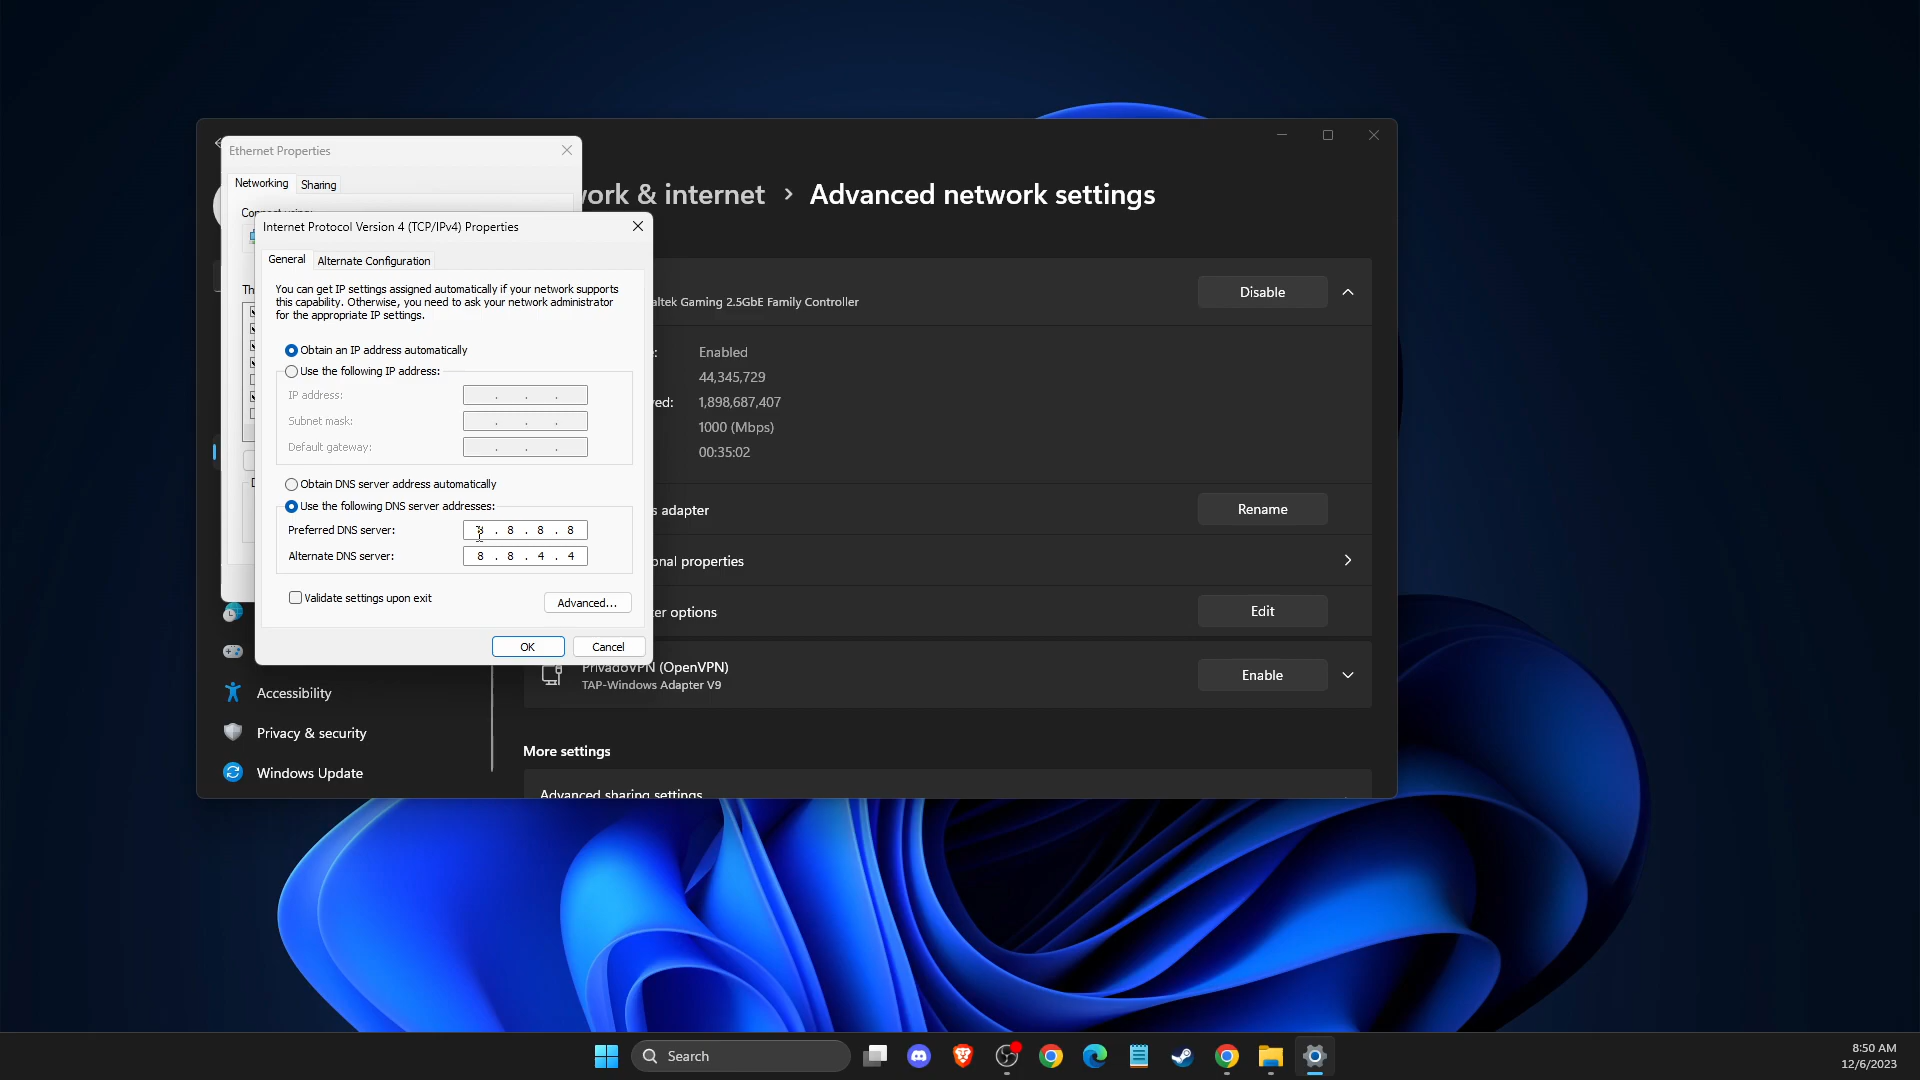 Ethernet Properties
Networking
Sharing
work & internet > Advanced network settings
Internet Protocol Version 4 (TCP/IPv4) Properties
General
Alternate Configuration
You can get IP settings assigned automatically if your network supports
this capability. Otherwise, you need to ask your network administrator
for the appropriate IP settings.
Obtain an IP address automatically
Use the following IP address:
IP address:
Subnet mask:
Default gateway:
Obtain DNS server address automatically
Use the following DNS server addresses:
Preferred DNS server: 8 . 8 . 8 . 8
Alternate DNS server: 8 . 8 . 4 . 4
Validate settings upon exit
Advanced...
OK
Cancel
altek Gaming 2.5GbE Family Controller
Disable
Enabled
44,345,729
1,898,687,407
1000 (Mbps)
00:35:02
s adapter
Rename
onal properties
er options
Edit
PrivadoVPN (OpenVPN)
TAP-Windows Adapter V9
Enable
More settings
Advanced sharing settings
Accessibility
Privacy & security
Windows Update
Search
8:50 AM
12/6/2023